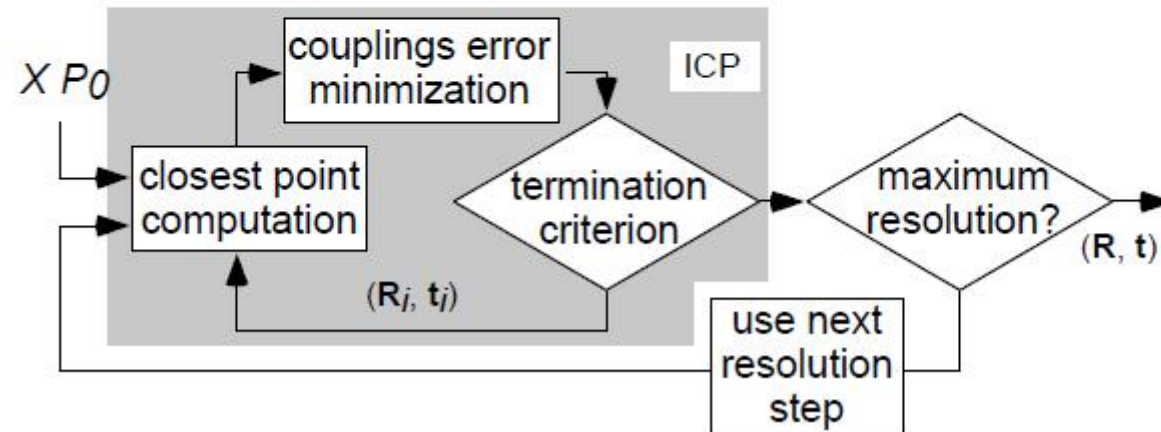 X P0
couplings error
minimization
ICP
closest point
computation
termination
criterion
maximum
resolution?
(R, t)
(Ri, ti)
use next
resolution
step